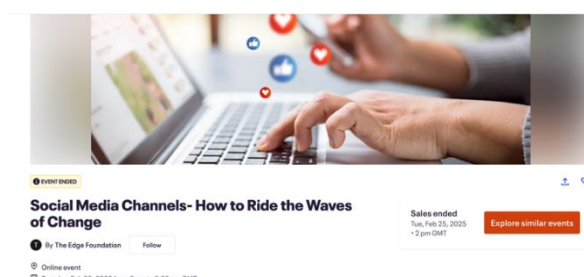 EVENT ENDED
Social Media Channels- How to Ride the Waves
of Change
By The Edge Foundation
Follow
Online event
Sales ended
Tue, Feb 25, 2025
• 2 pm GMT
Explore similar events